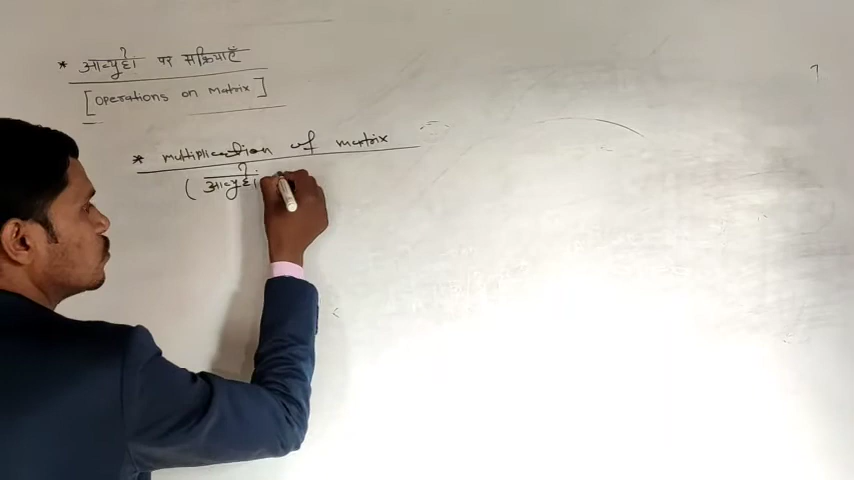 * आव्यूहों पर संक्रियाएँ
[Operations on Matrix]
* multiplication of matrix
( आव्यूहों